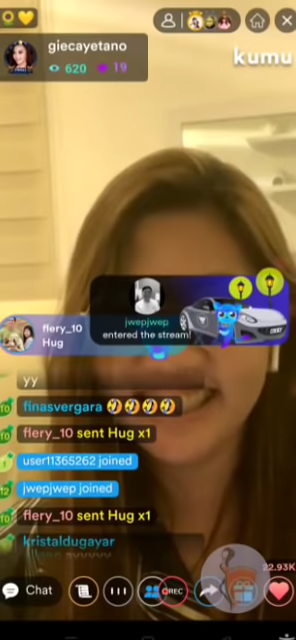 giecayetano
620 19
kumu
jwepjwep
entered the stream!
flery_10
Hug
yy
finasvergara 🤣🤣🤣🤣
flery_10 sent Hug x1
user11365262 joined
jwepjwep joined
flery_10 sent Hug x1
kristaldugayar
22.93K
Chat
REC